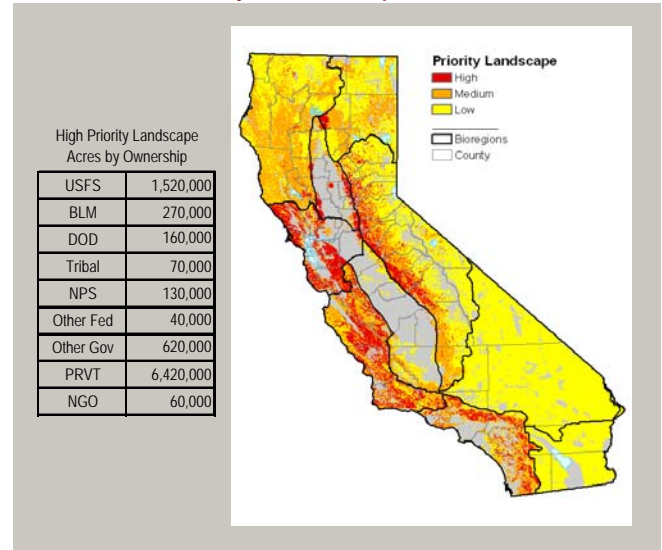 High Priority Landscape
Acres by Ownership
USFS 1,520,000
BLM 270,000
DOD 160,000
Tribal 70,000
NPS 130,000
Other Fed 40,000
Other Gov 620,000
PRVT 6,420,000
NGO 60,000
Priority Landscape
High
Medium
Low
Bioregions
County